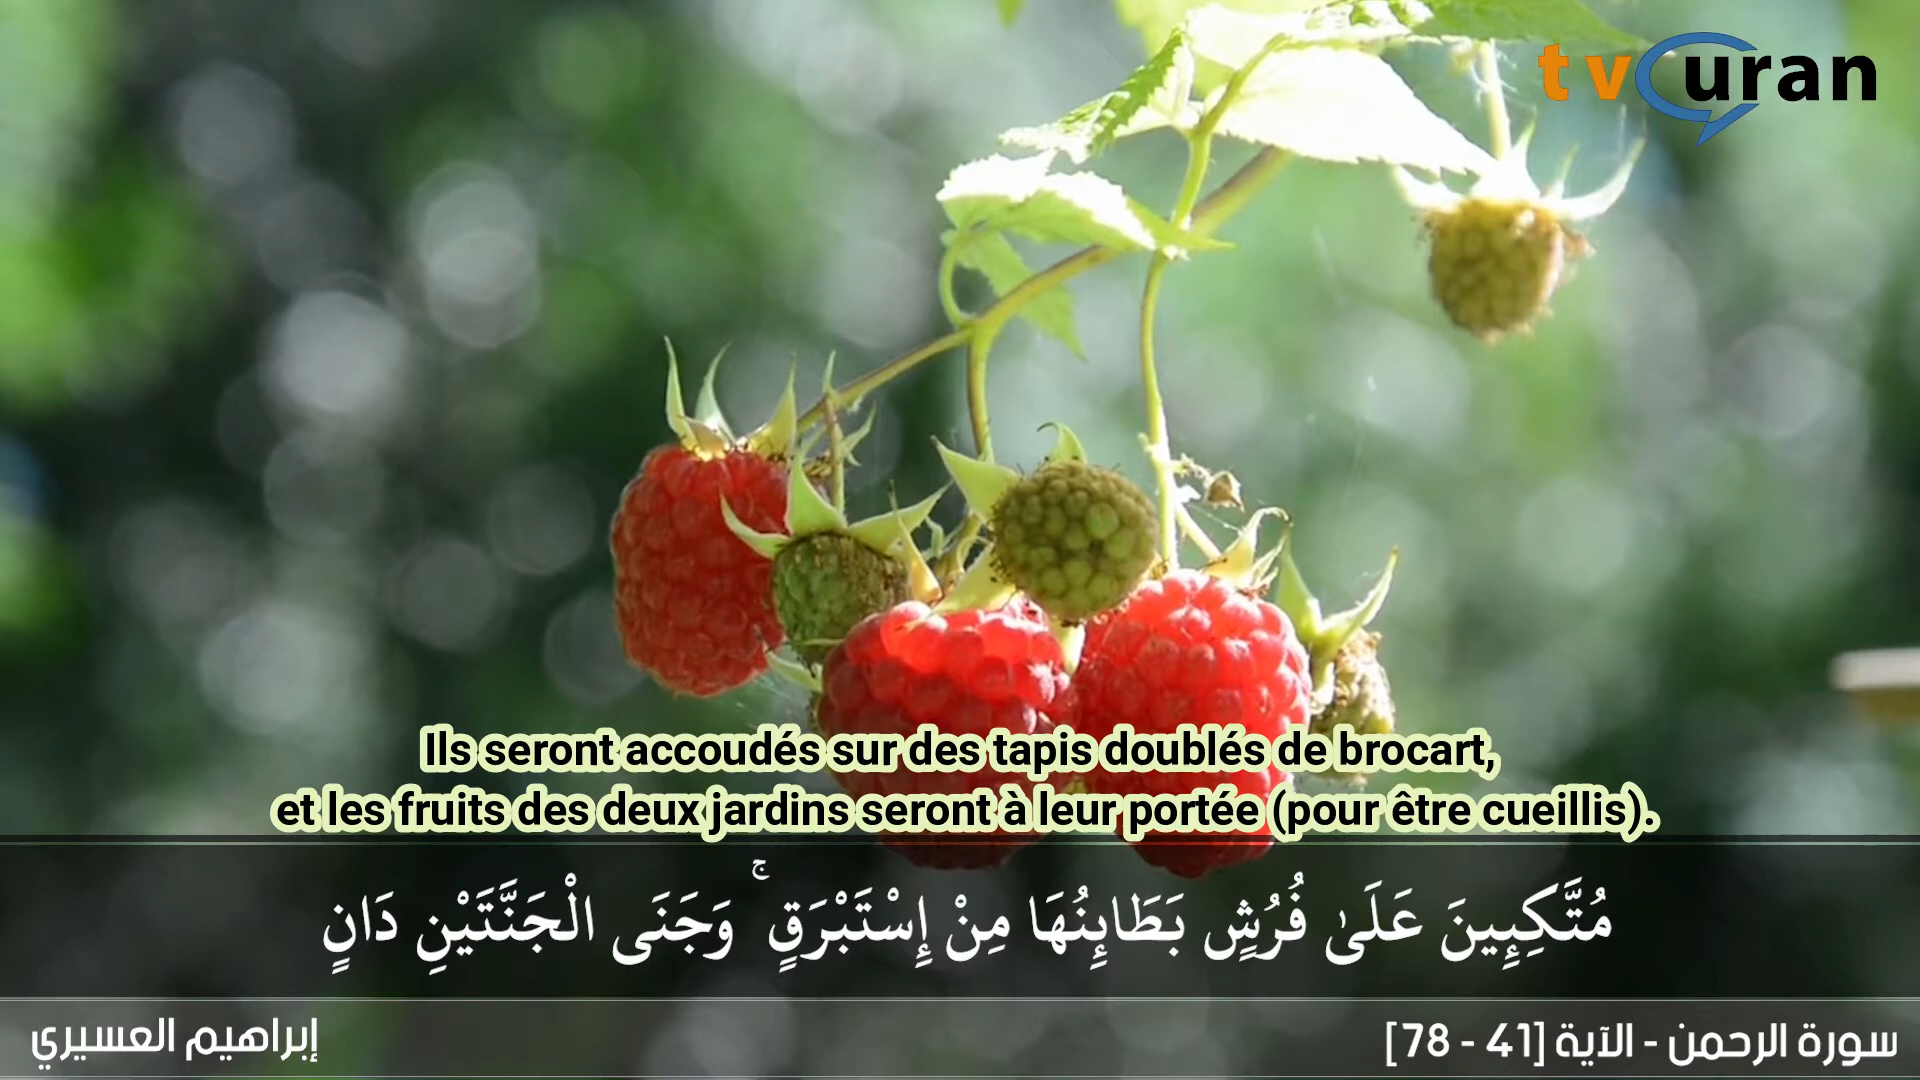 tvQuran
Ils seront accoudés sur des tapis doublés de brocart,
et les fruits des deux jardins seront à leur portée (pour être cueillis).
مُتَّكِئِينَ عَلَىٰ فُرُشٍ بَطَائِنُهَا مِنْ إِسْتَبْرَقٍ ۚ وَجَنَى الْجَنَّتَيْنِ دَانٍ
سورة الرحمن - الآية [41 - 78]
إبراهيم العسيري